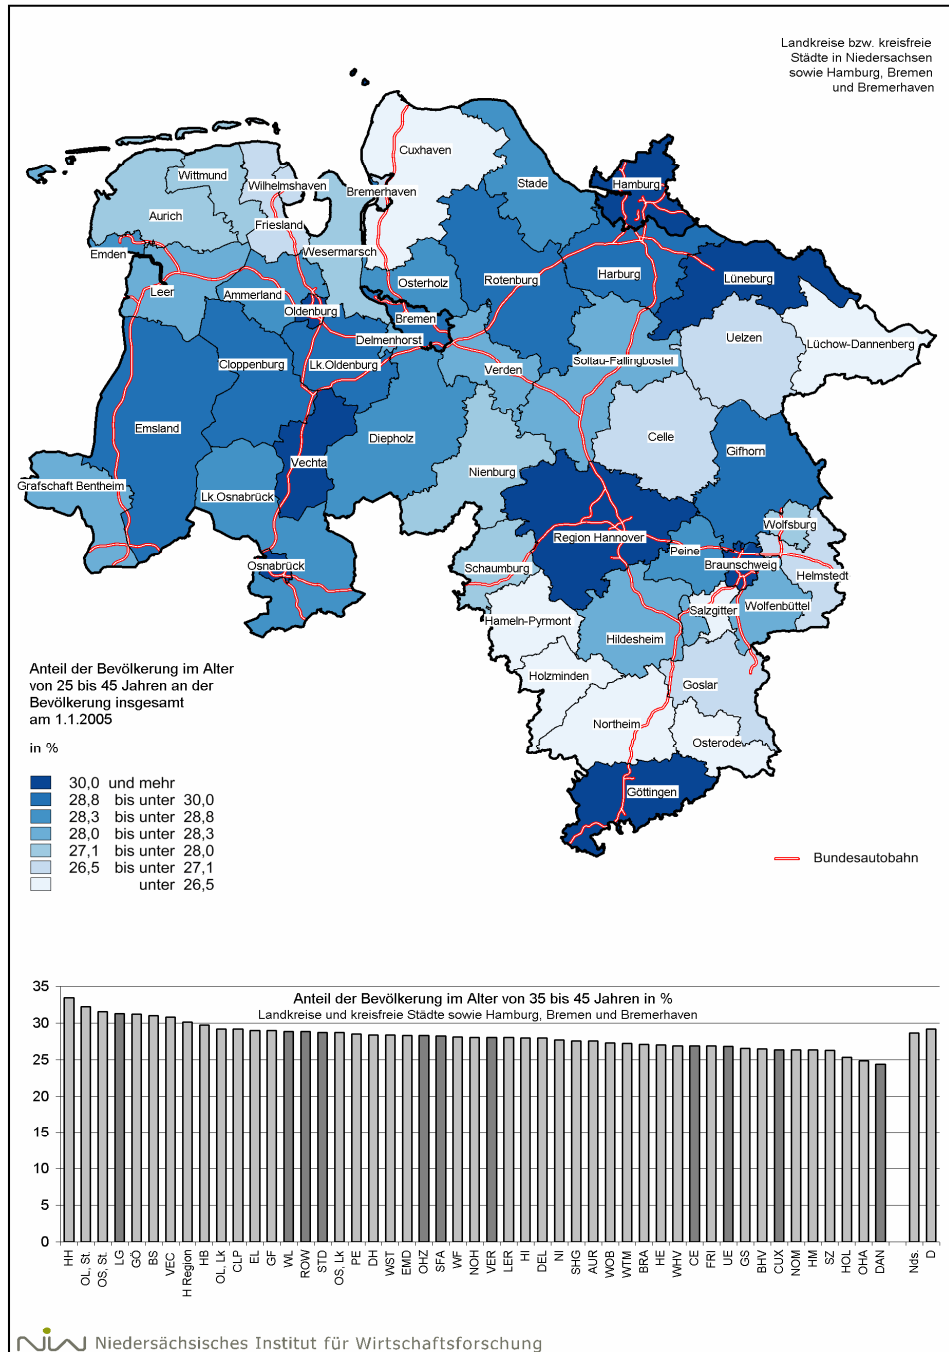 Landkreise bzw. kreisfreie
Städte in Niedersachsen
sowie Hamburg, Bremen
und Bremerhaven
Cuxhaven
Wittmund
Wilhelmshaven
Bremerhaven
Stade
Hamburg
Aurich
Friesland
Emden
Wesermarsch
Leer
Ammerland
Osterholz
Rotenburg
Harburg
Lüneburg
Oldenburg
Bremen
Delmenhorst
Uelzen
Lüchow-Dannenberg
Cloppenburg
Lk.Oldenburg
Verden
Soltau-Fallingbostel
Emsland
Diepholz
Celle
Gifhorn
Vechta
Nienburg
Grafschaft Bentheim
Lk.Osnabrück
Wolfsburg
Region Hannover
Peine
Braunschweig
Osnabrück
Schaumburg
Helmstedt
Salzgitter
Wolfenbüttel
Hameln-Pyrmont
Hildesheim
Holzminden
Goslar
Northeim
Osterode
Göttingen
Anteil der Bevölkerung im Alter
von 25 bis 45 Jahren an der
Bevölkerung insgesamt
am 1.1.2005
in %
30,0 und mehr
28,8 bis unter 30,0
28,3 bis unter 28,8
28,0 bis unter 28,3
27,1 bis unter 28,0
26,5 bis unter 27,1
unter 26,5
Bundesautobahn
Anteil der Bevölkerung im Alter von 35 bis 45 Jahren in %
Landkreise und kreisfreie Städte sowie Hamburg, Bremen und Bremerhaven
35
30
25
20
15
10
5
0
HH
OL, St.
OS, St.
LG
GÖ
BS
VEC
H Region
HB
OL, Lk
CLP
EL
GF
WL
ROW
STD
OS, Lk
PE
DH
WST
EMD
OHZ
SFA
WF
NOH
VER
LER
HI
DEL
NI
SHG
AUR
WOB
WTM
BRA
HE
WHV
CE
FRI
UE
GS
BHV
CUX
NOM
HM
SZ
HOL
OHA
DAN
Nds.
D
NIW Niedersächsisches Institut für Wirtschaftsforschung